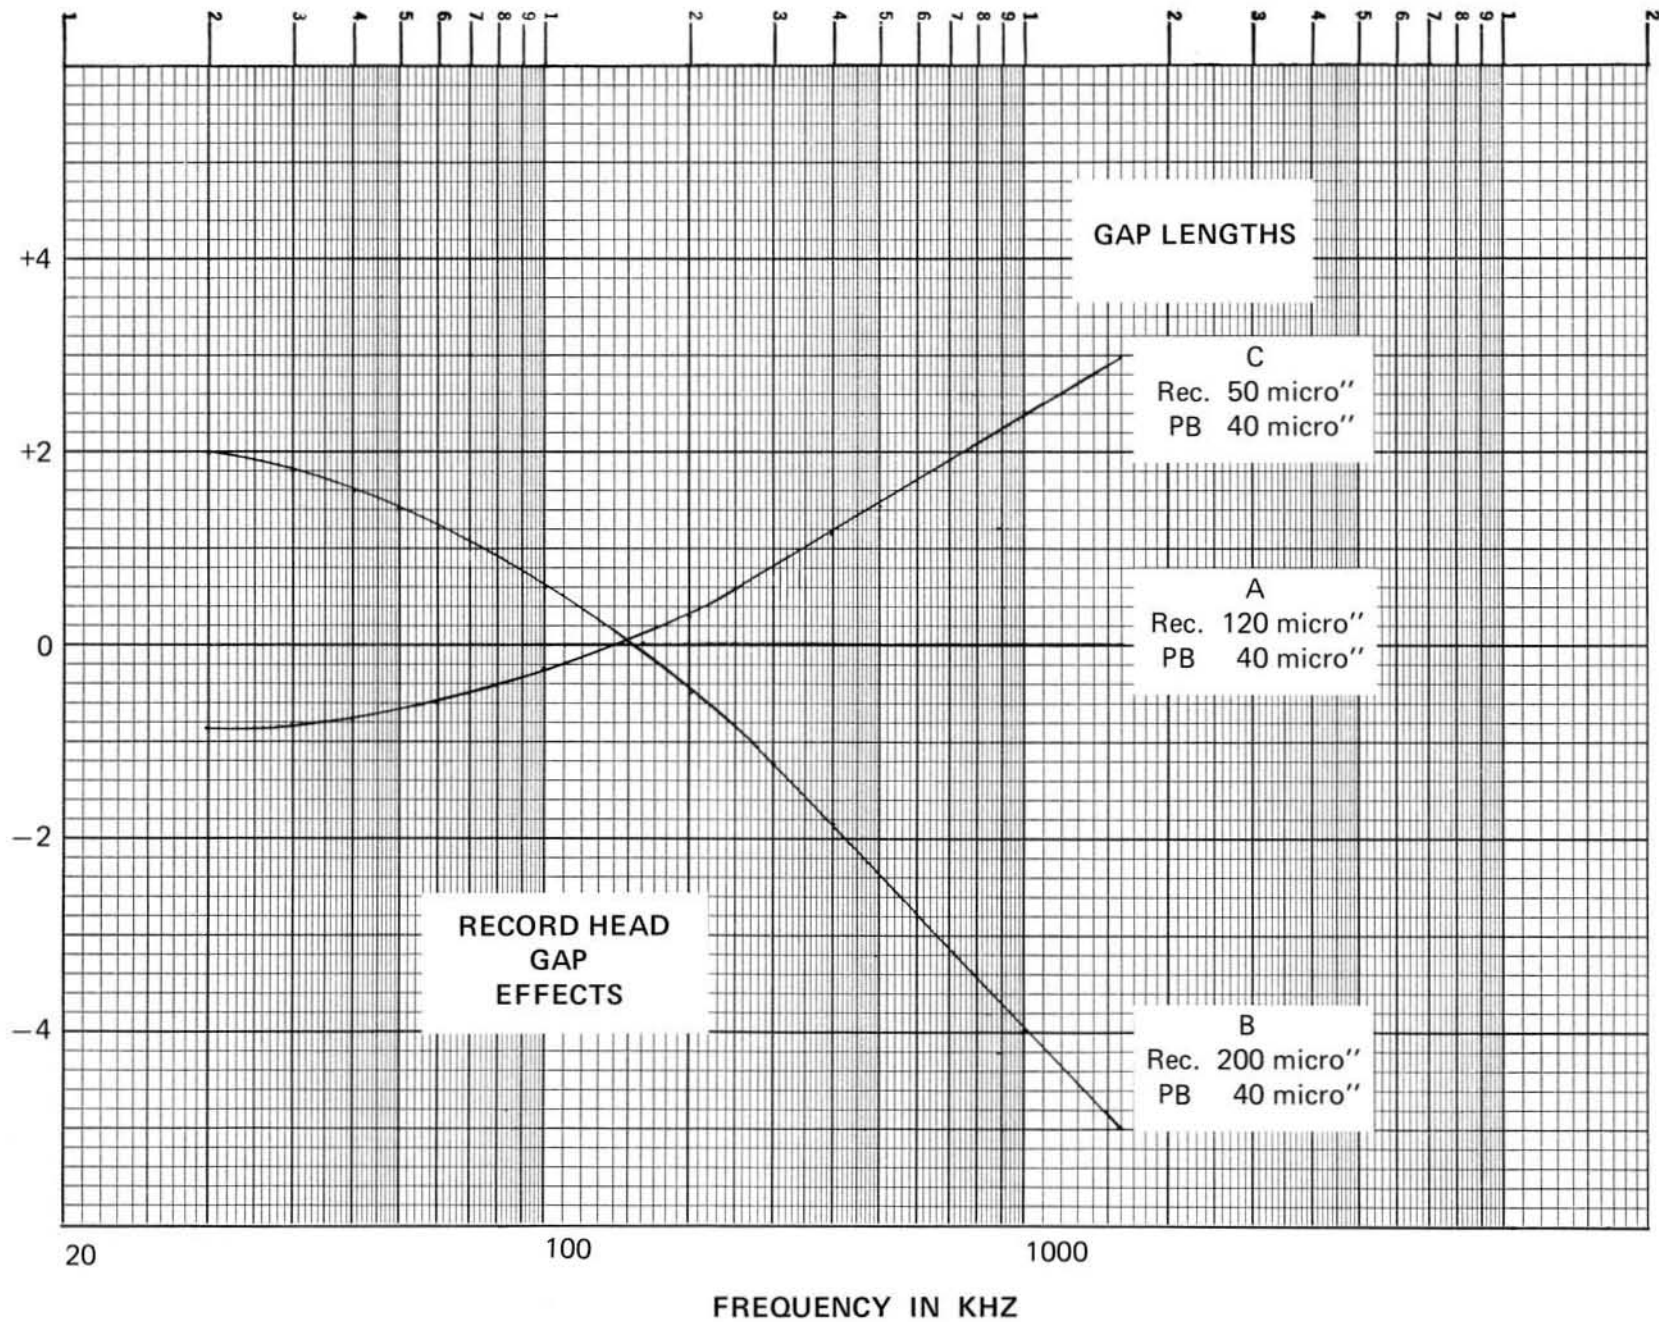 1 2 3 4 5 6 7 8 9 1 2 3 4 5 6 7 8 9 1 2 3 4 5 6 7 8 9 1 2
GAP LENGTHS
+4
C
Rec. 50 micro″
PB 40 micro″
+2
A
Rec. 120 micro″
PB 40 micro″
0
−2
RECORD HEAD
GAP
EFFECTS
−4
B
Rec. 200 micro″
PB 40 micro″
20 100 1000
FREQUENCY IN KHZ